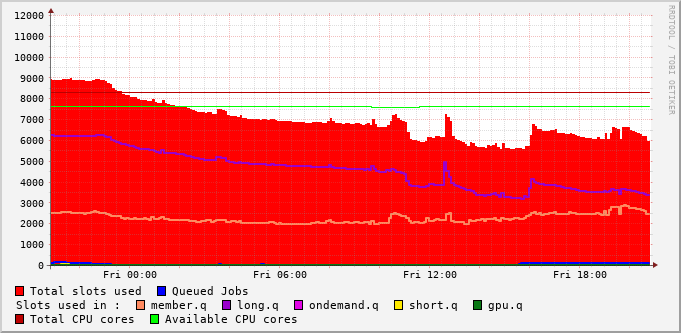 12000
11000
10000
9000
8000
7000
6000
5000
4000
3000
2000
1000
0
Fri 00:00 Fri 06:00 Fri 12:00 Fri 18:00
RRDTOOL / TOBI OETIKER
Total slots used Queued Jobs
Slots used in : member.q long.q ondemand.q short.q gpu.q
Total CPU cores Available CPU cores